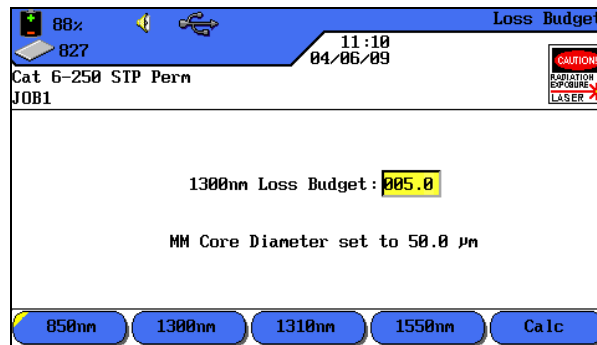 88%
Loss Budget
827
11:10
04/06/09
CAUTION!
RADIATION
EXPOSURE
LASER
Cat 6-250 STP Perm
JOB1
1300nm Loss Budget: 005.0
MM Core Diameter set to 50.0 µm
850nm
1300nm
1310nm
1550nm
Calc